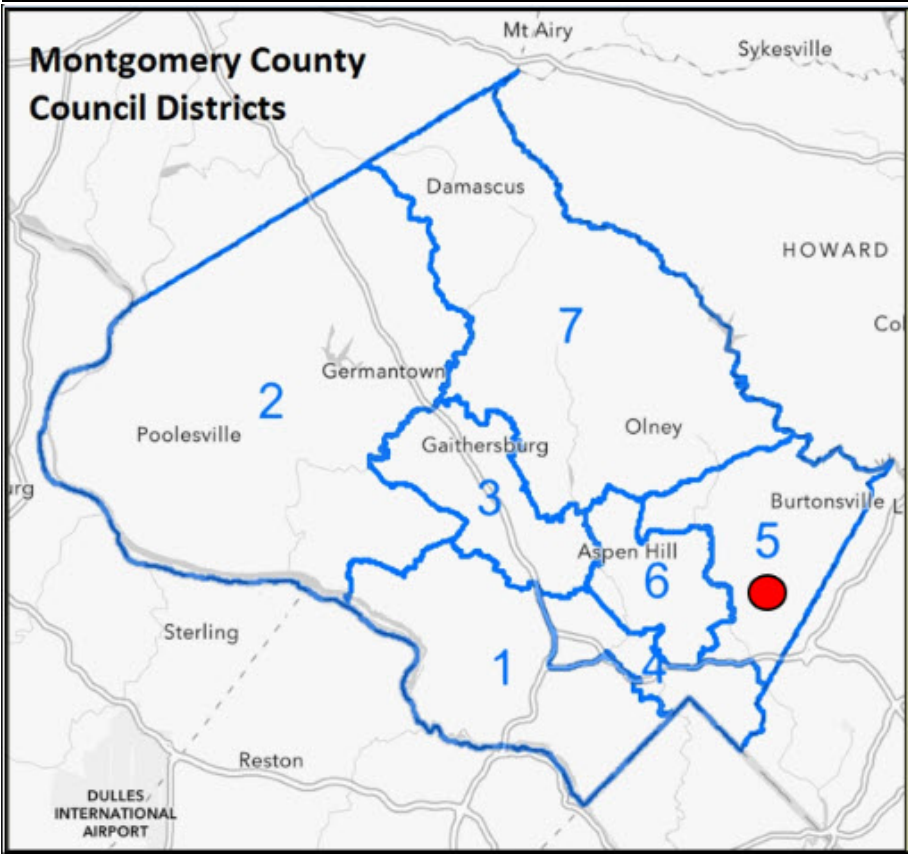 Montgomery County
Council Districts
Mt Airy
Sykesville
Damascus
HOWARD
7
Col
Germantown
2
Poolesville
Gaithersburg
Olney
urg
3
Burtonsville L
Aspen Hill
5
6
Sterling
1
4
Reston
DULLES
INTERNATIONAL
AIRPORT